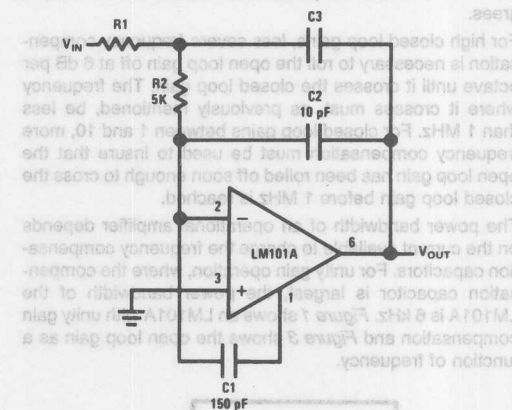 C3
R1
VIN
R2
5K
C2
10 pF
2
LM101A
6
VOUT
3
1
C1
150 pF
grees.
For high closed loop gains, less severe frequency compen-
sation is necessary to roll the open loop gain off at 6 dB per
octave until it crosses the closed loop gain. The frequency
where it crosses must, as previously mentioned, be less
than 1 MHz. For closed loop gains between 1 and 10, more
frequency compensation must be used to insure that the
open loop gain has been rolled off soon enough to cross the
closed loop gain before 1 MHz is reached.
The power bandwidth of an operational amplifier depends
on the current available to charge the frequency compensa-
tion capacitors. For unity gain operation, where the compen-
sation capacitor is largest, the power bandwidth of the
LM101A is 6 kHz. Figure 1 shows an LM101A with unity gain
compensation and Figure 3 shows the open loop gain as a
function of frequency.